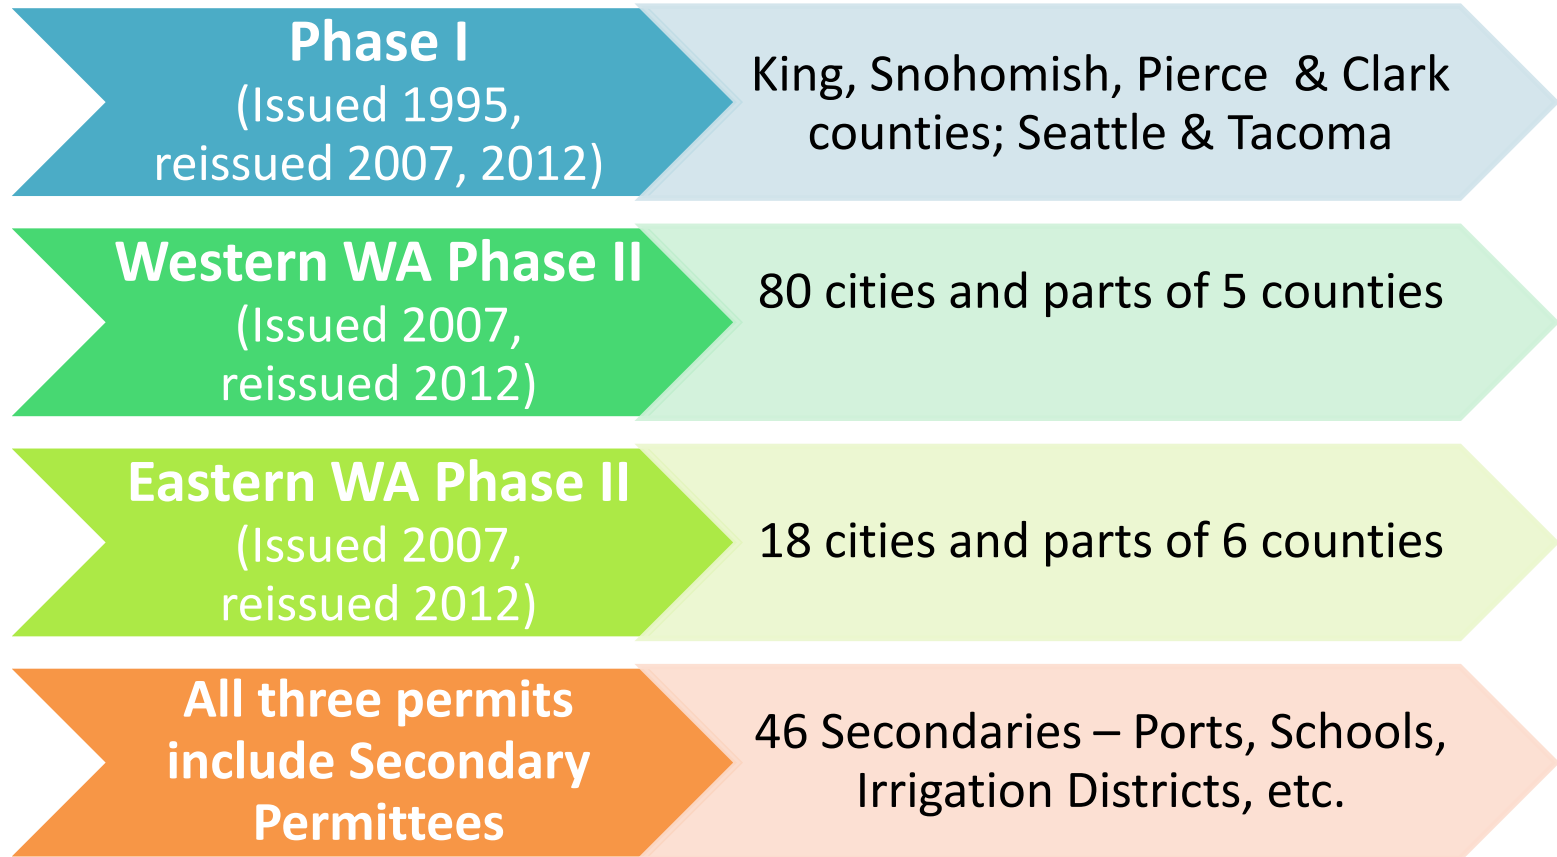 Phase I
(Issued 1995,
reissued 2007, 2012)
King, Snohomish, Pierce & Clark
counties; Seattle & Tacoma
Western WA Phase II
(Issued 2007,
reissued 2012)
80 cities and parts of 5 counties
Eastern WA Phase II
(Issued 2007,
reissued 2012)
18 cities and parts of 6 counties
All three permits
include Secondary
Permittees
46 Secondaries – Ports, Schools,
Irrigation Districts, etc.